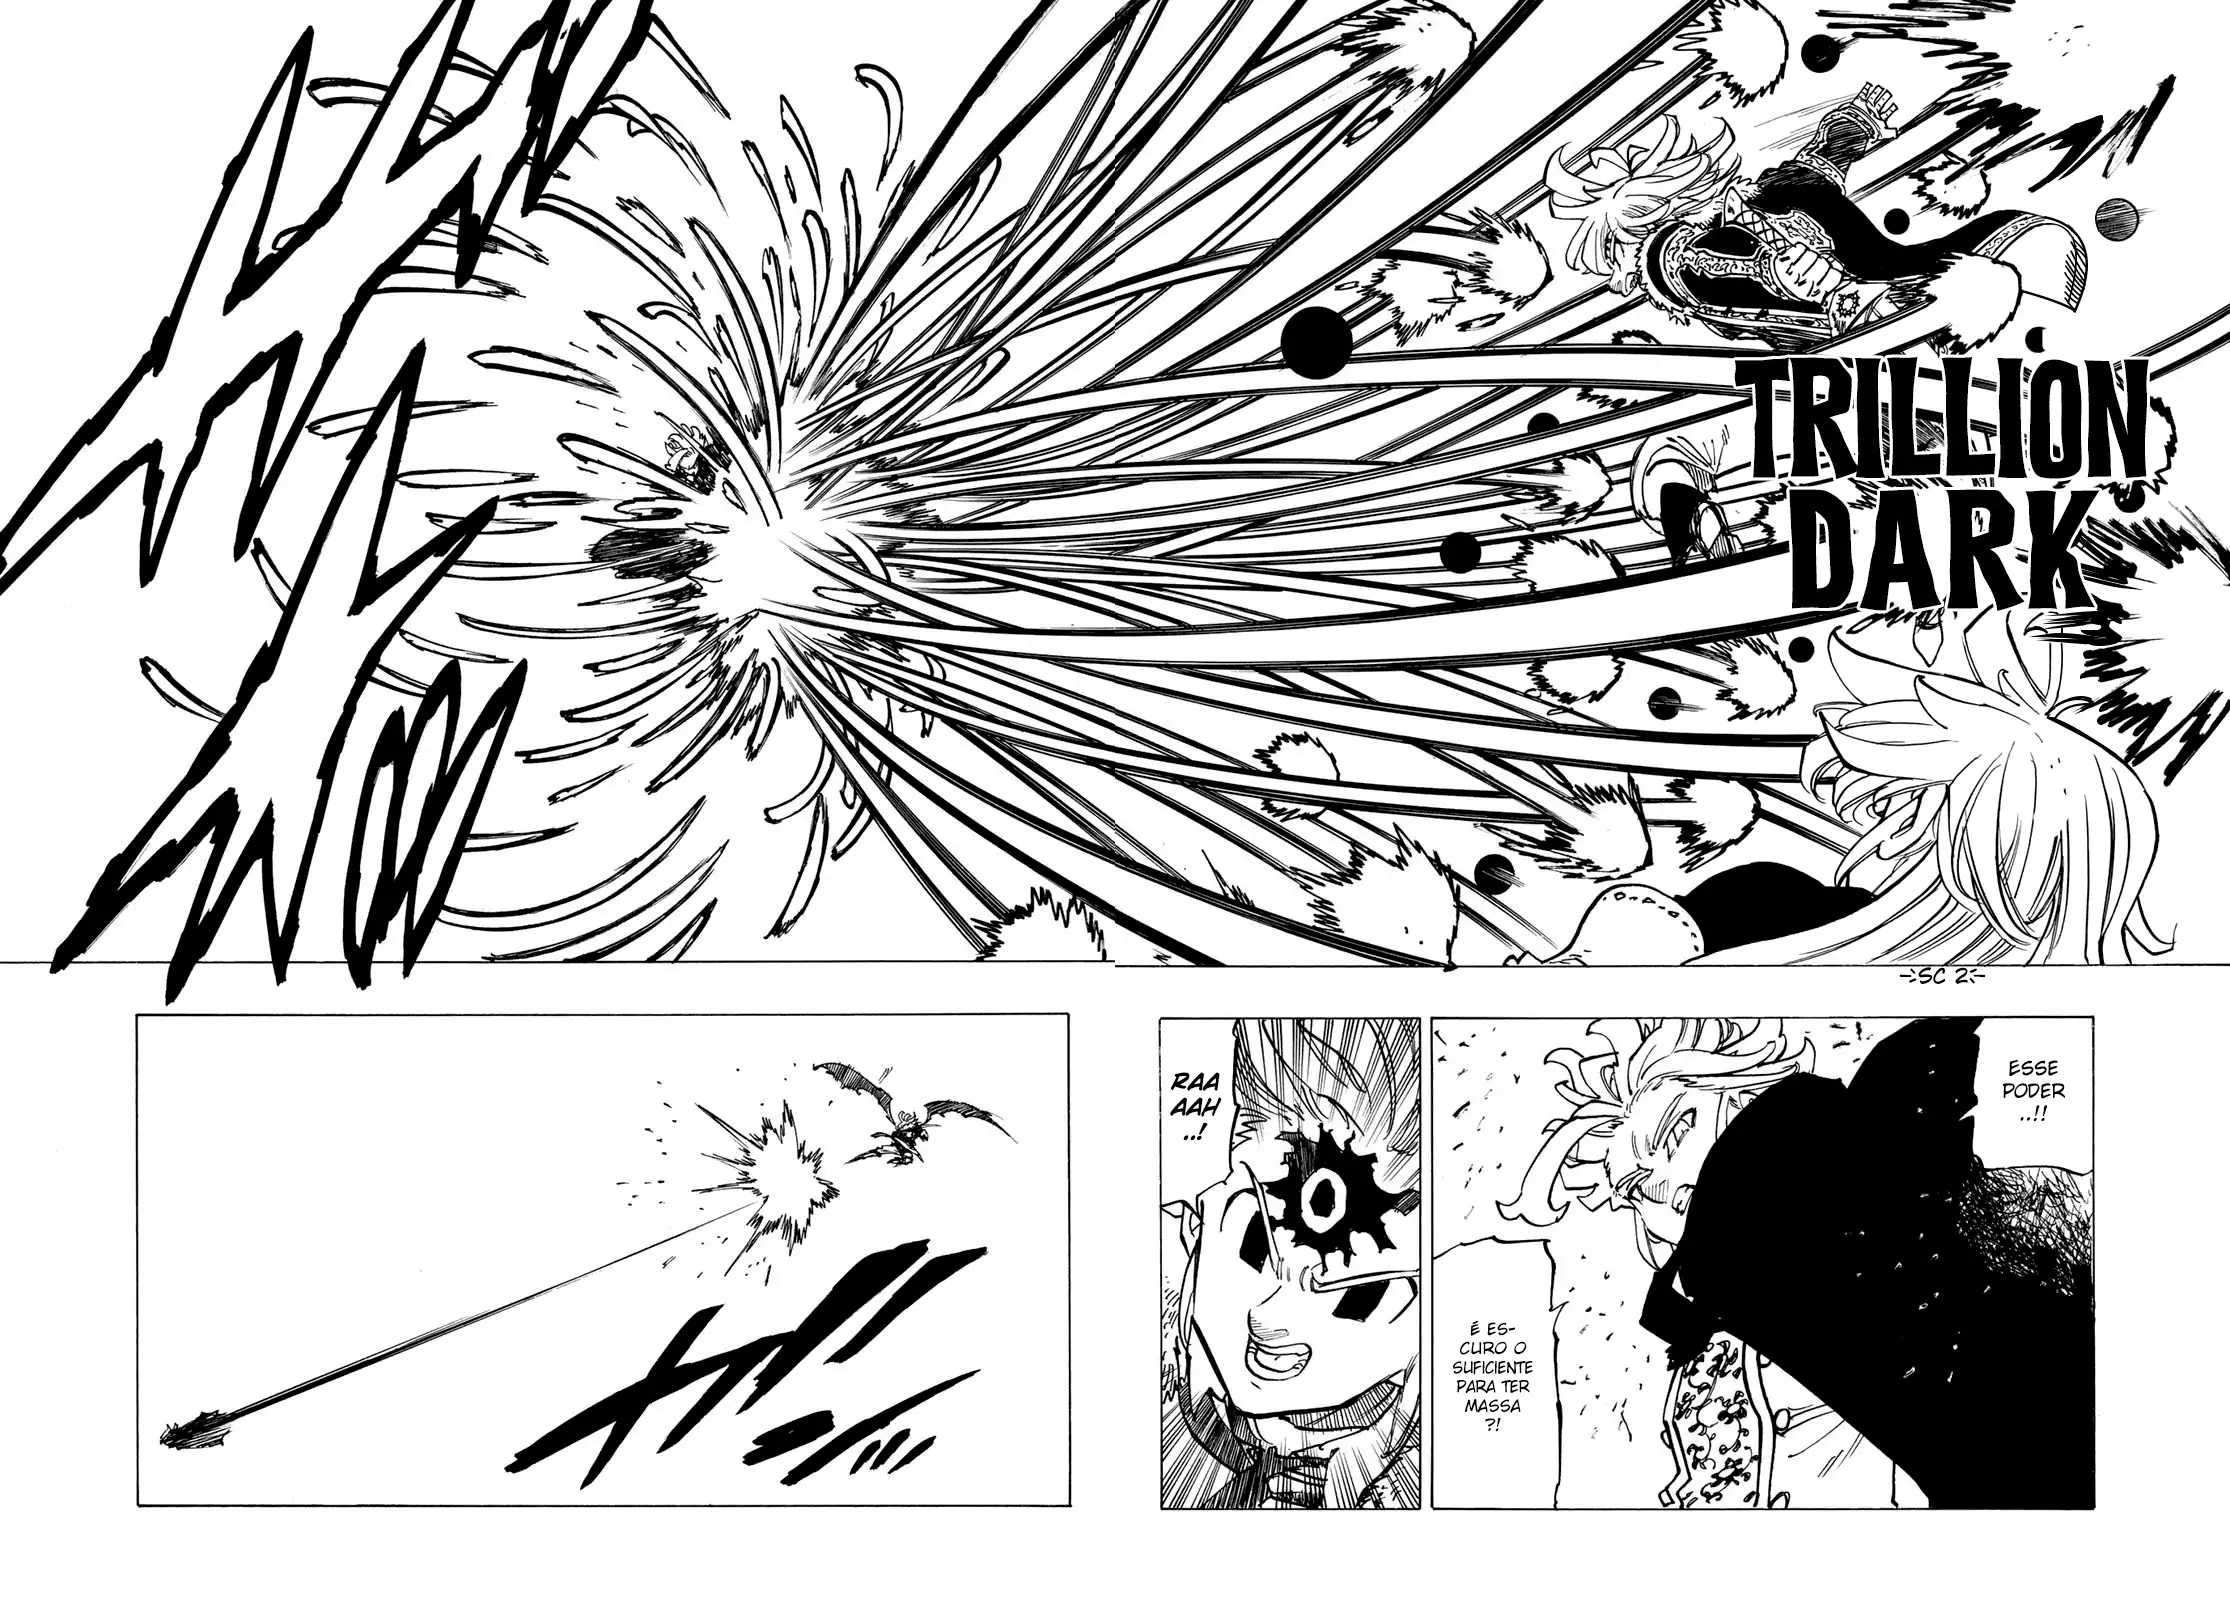 TRILLION
DARK
SC 2
ESSE
PODER
..!!
É ES-
CURO O
SUFICIENTE
PARA TER
MASSA
?!
RAA
AAH
..!